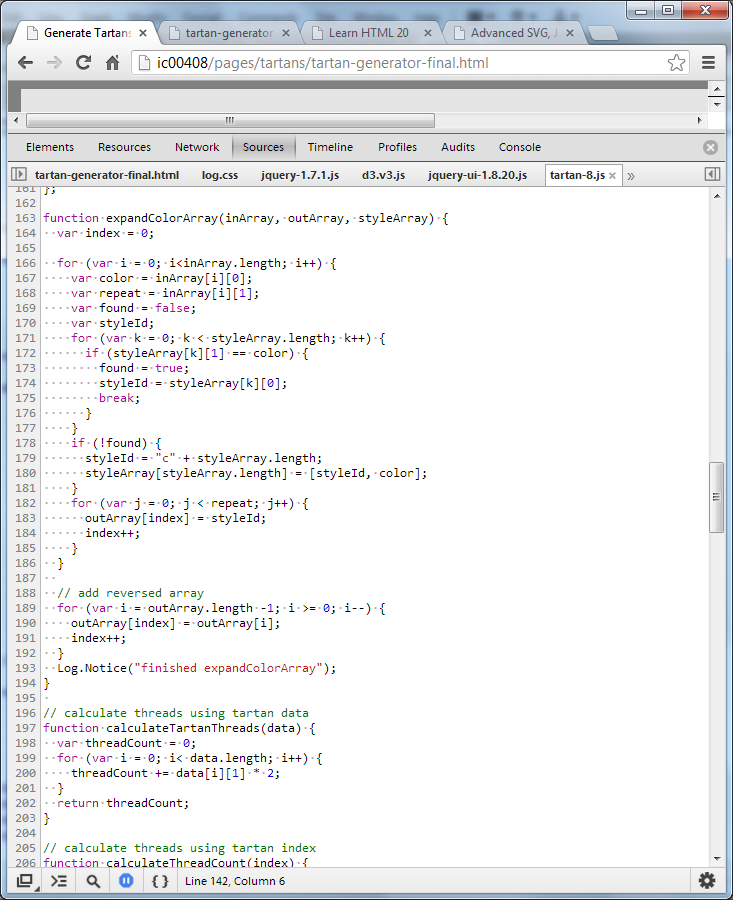 Generate Tartans
tartan-generator
Learn HTML 20
Advanced SVG, J
ic00408/pages/tartans/tartan-generator-final.html
Elements Resources Network Sources Timeline Profiles Audits Console
tartan-generator-final.html log.css jquery-1.7.1.js d3.v3.js jquery-ui-1.8.20.js tartan-8.js × »
161 };
162
163 function expandColorArray(inArray, outArray, styleArray) {
164 var index = 0;
165
166 for (var i = 0; i<inArray.length; i++) {
167 var color = inArray[i][0];
168 var repeat = inArray[i][1];
169 var found = false;
170 var styleId;
171 for (var k = 0; k < styleArray.length; k++) {
172 if (styleArray[k][1] == color) {
173 found = true;
174 styleId = styleArray[k][0];
175 break;
176 }
177 }
178 if (!found) {
179 styleId = "c" + styleArray.length;
180 styleArray[styleArray.length] = [styleId, color];
181 }
182 for (var j = 0; j < repeat; j++) {
183 outArray[index] = styleId;
184 index++;
185 }
186 }
187
188 // add reversed array
189 for (var i = outArray.length -1; i >= 0; i--) {
190 outArray[index] = outArray[i];
191 index++;
192 }
193 Log.Notice("finished expandColorArray");
194 }
195
196 // calculate threads using tartan data
197 function calculateTartanThreads(data) {
198 var threadCount = 0;
199 for (var i = 0; i< data.length; i++) {
200 threadCount += data[i][1] * 2;
201 }
202 return threadCount;
203 }
204
205 // calculate threads using tartan index
206 function calculateThreadCount(index) {
{ } Line 142, Column 6